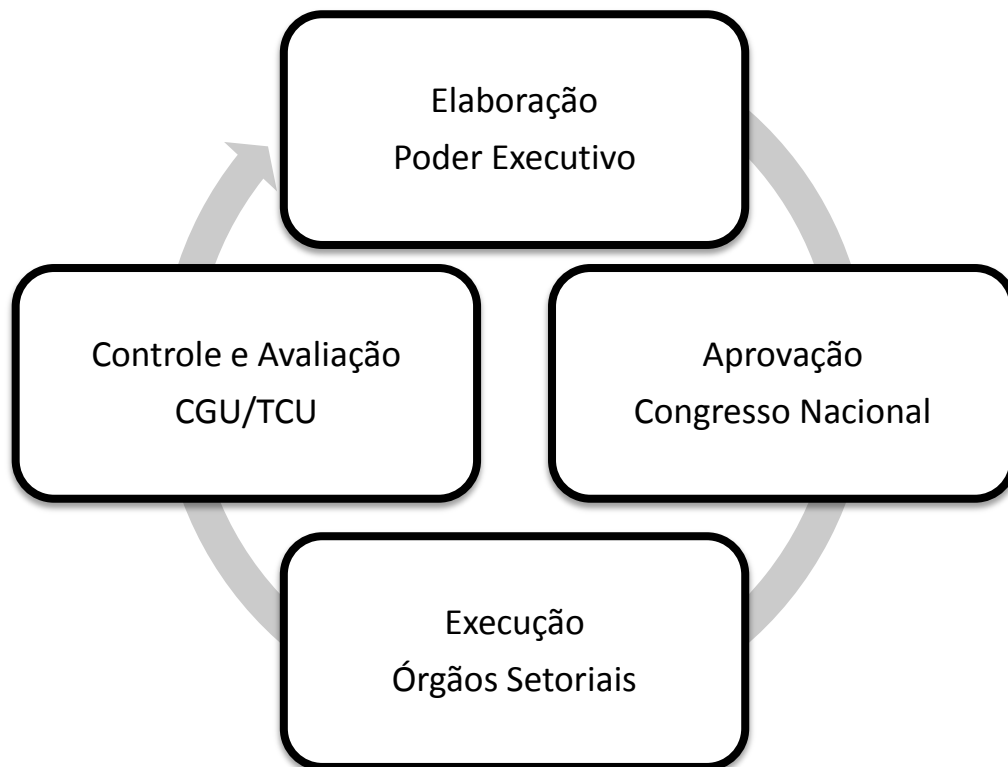 Elaboração
Poder Executivo
Controle e Avaliação
CGU/TCU
Aprovação
Congresso Nacional
Execução
Órgãos Setoriais